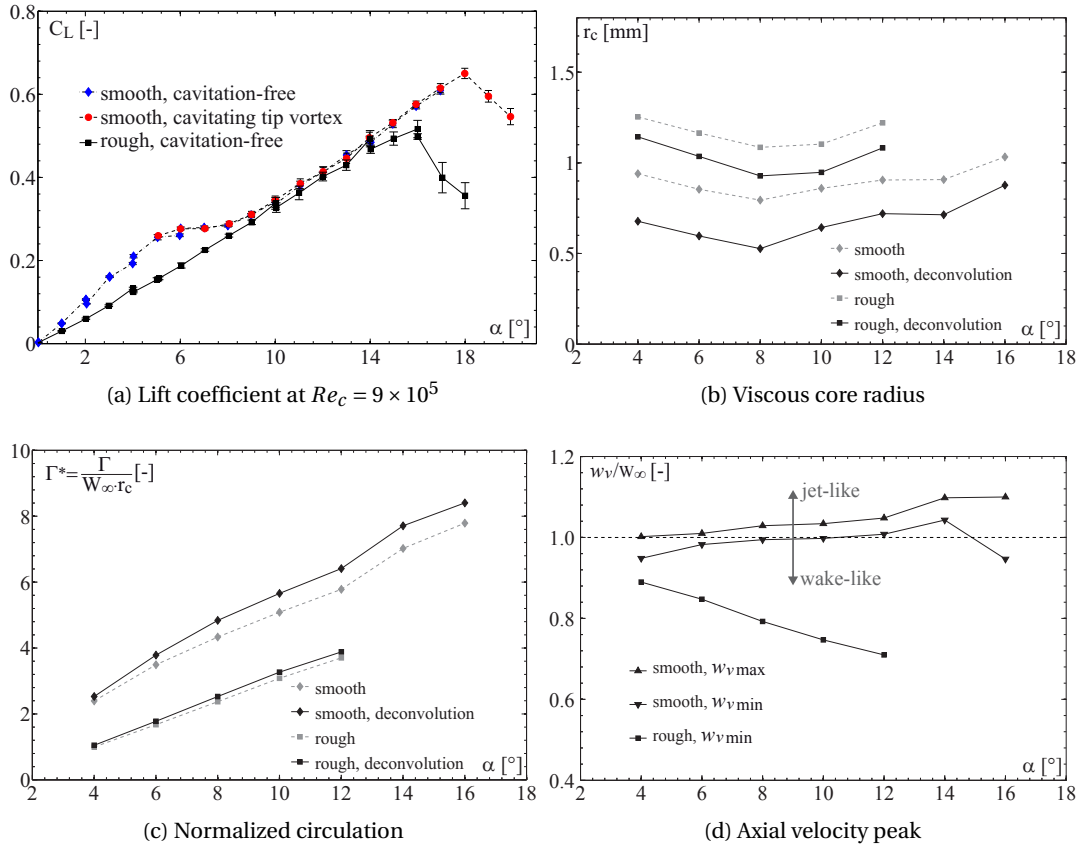 C_L [-]
0.8
0.6
0.4
0.2
0
smooth, cavitation-free
smooth, cavitating tip vortex
rough, cavitation-free
α [°]
2 4 6 8 10 12 14 16 18
(a) Lift coefficient at Re_c = 9 × 10^5
r_c [mm]
1.5
1
0.5
0
smooth
smooth, deconvolution
rough
rough, deconvolution
α [°]
2 4 6 8 10 12 14 16 18
(b) Viscous core radius
Γ*= Γ / W∞·r_c [-]
10
8
6
4
2
0
smooth
smooth, deconvolution
rough
rough, deconvolution
α [°]
2 4 6 8 10 12 14 16 18
(c) Normalized circulation
w_v/W∞ [-]
1.2
1.0
0.8
0.6
0.4
jet-like
wake-like
smooth, w_v max
smooth, w_v min
rough, w_v min
α [°]
2 4 6 8 10 12 14 16 18
(d) Axial velocity peak